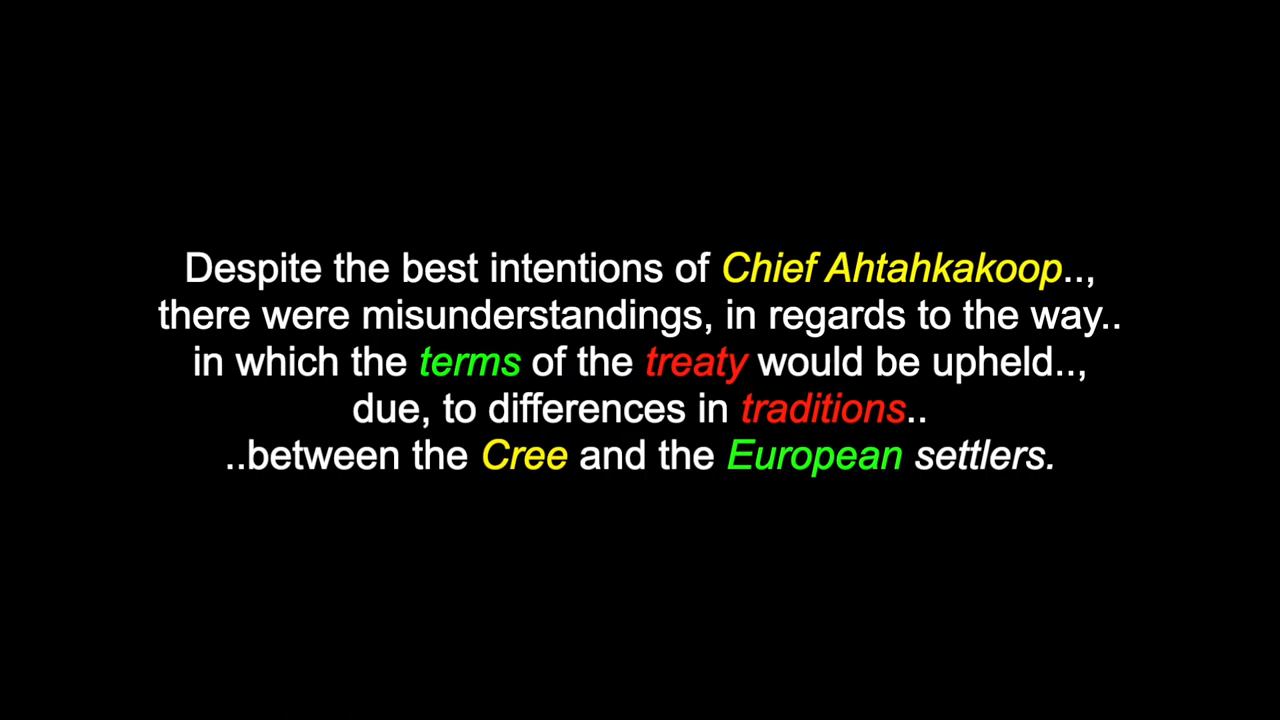 Despite the best intentions of Chief Ahtahkakoop..,
there were misunderstandings, in regards to the way..
in which the terms of the treaty would be upheld..,
due, to differences in traditions..
..between the Cree and the European settlers.